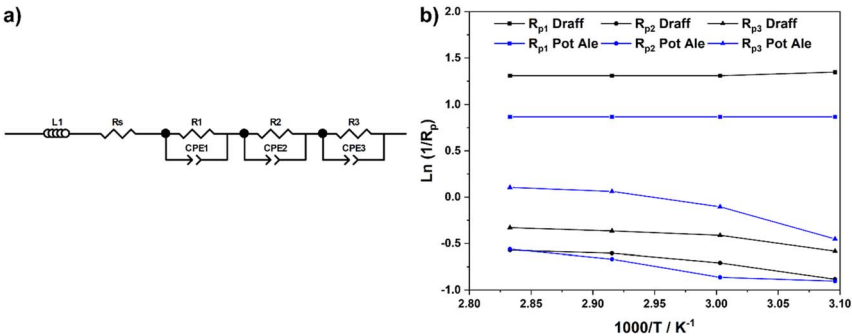 a)
L1
Rs
R1
R2
R3
CPE1
CPE2
CPE3
b)
Rp1 Draff Rp2 Draff Rp3 Draff
Rp1 Pot Ale Rp2 Pot Ale Rp3 Pot Ale
2.0
1.5
1.0
0.5
0.0
-0.5
-1.0
Ln (1/Rp)
2.80 2.85 2.90 2.95 3.00 3.05 3.10
1000/T / K-1